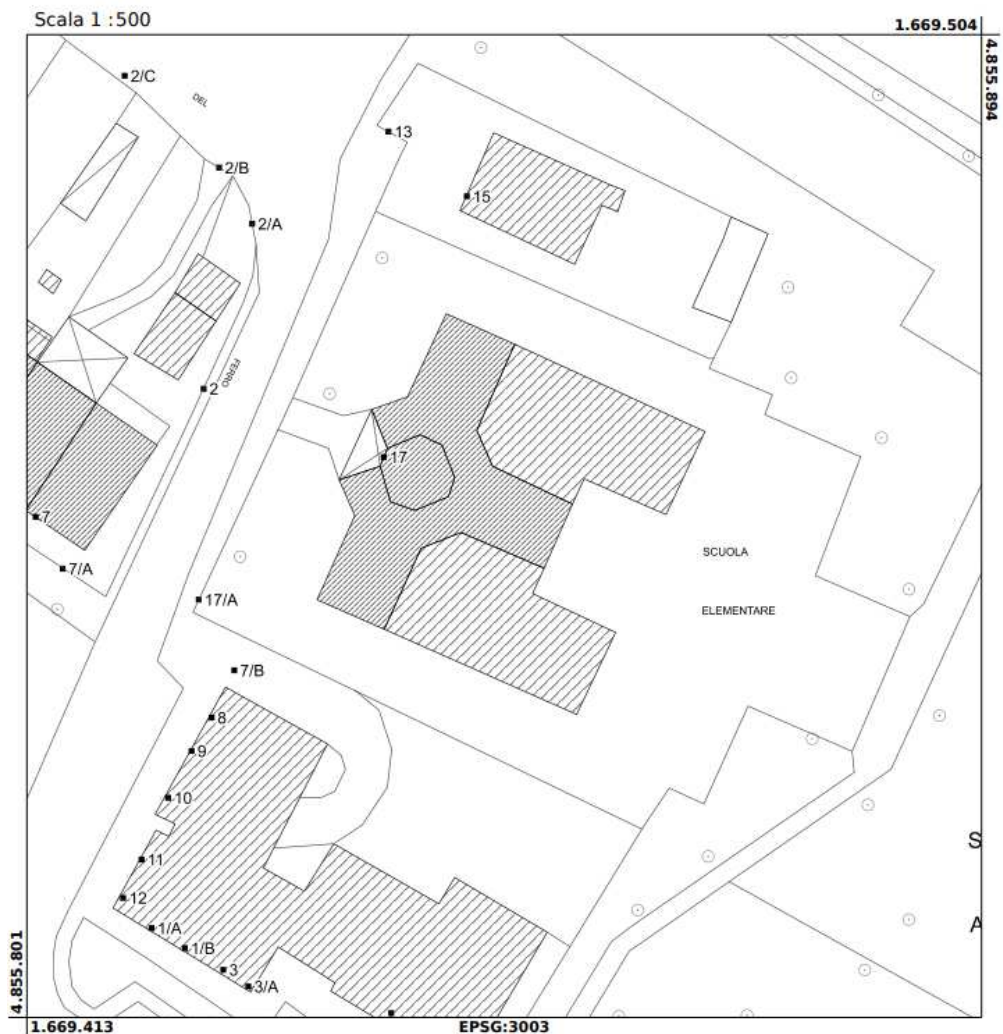 Scala 1 :500
1.669.504
4.855.894
2/C
DEL
13
2/B
15
2/A
FERRO
2
17
7
SCUOLA
7/A
17/A
ELEMENTARE
7/B
8
9
10
S
11
12
A
1/A
1/B
3
3/A
4.855.801
1.669.413
EPSG:3003